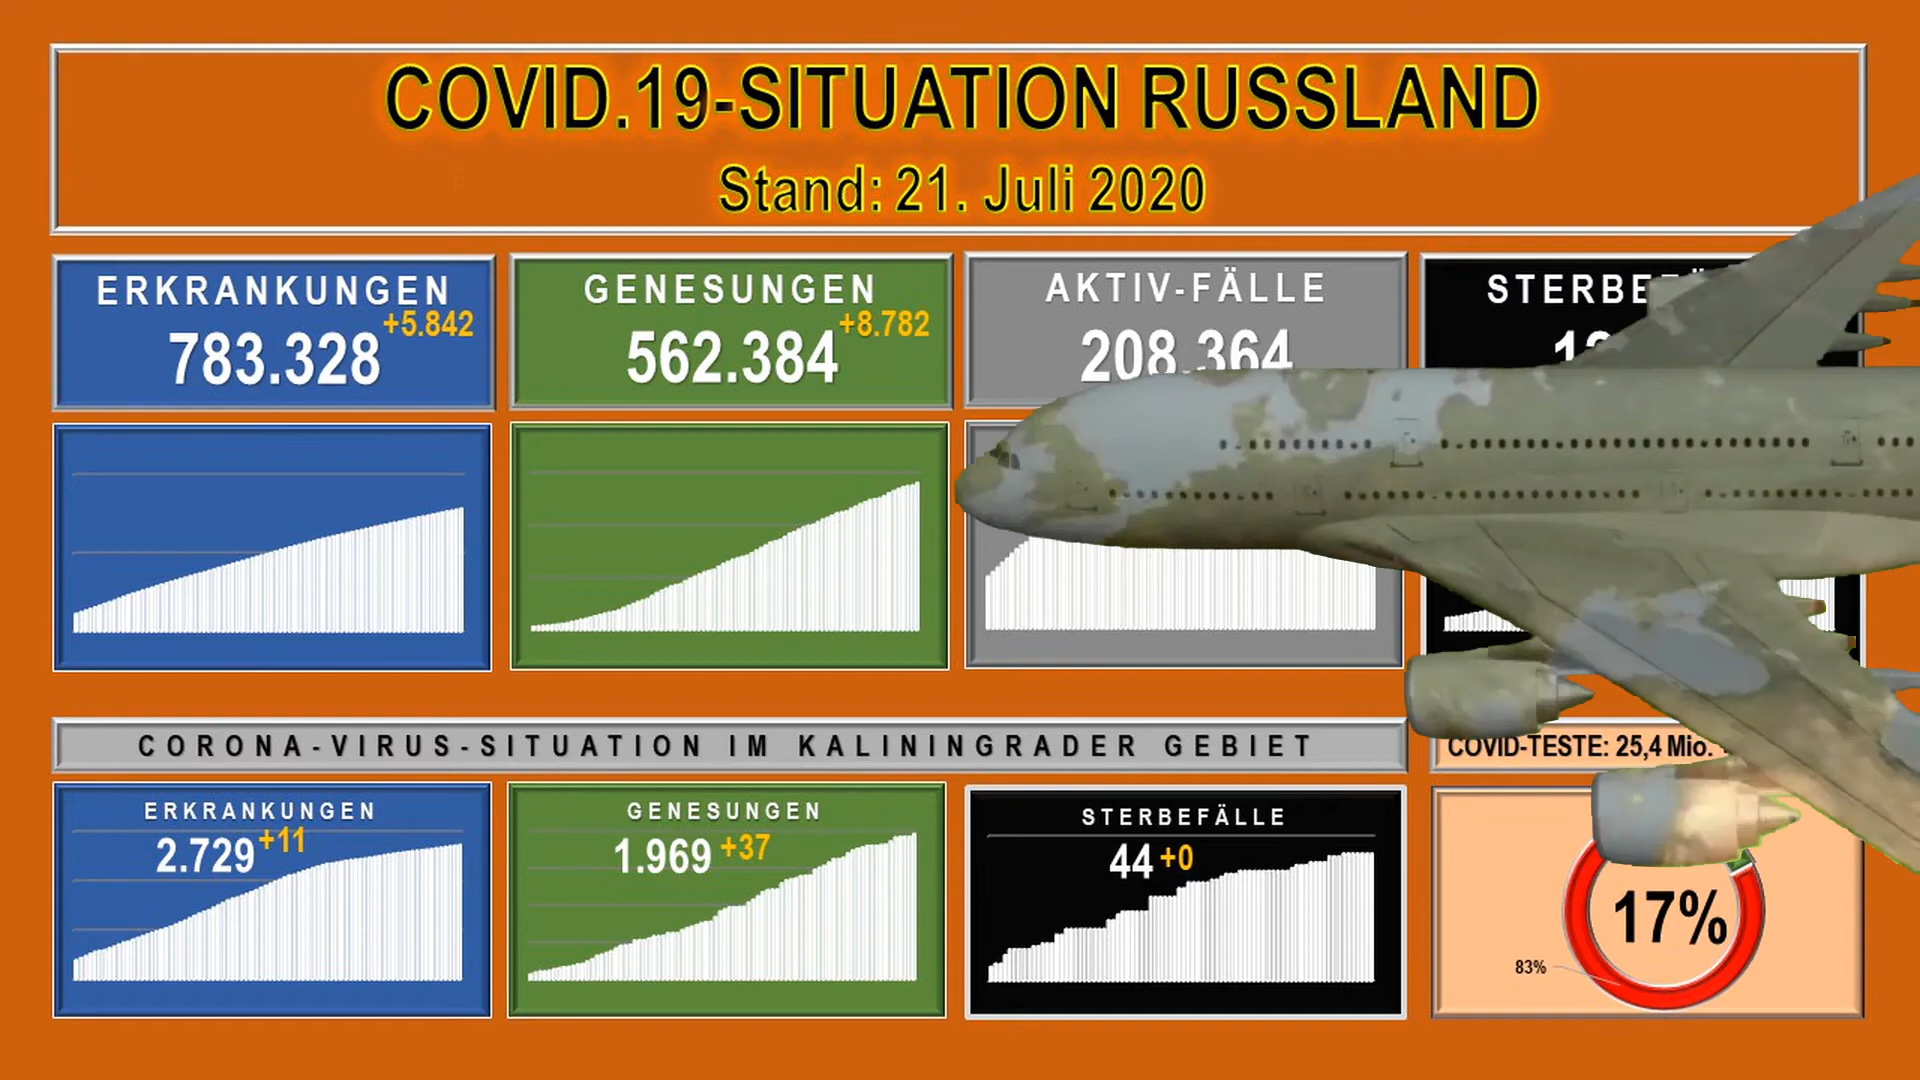 COVID.19-SITUATION RUSSLAND
Stand: 21. Juli 2020
ERKRANKUNGEN
+5.842
783.328
GENESUNGEN
+8.782
562.384
AKTIV-FÄLLE
208.364
CORONA-VIRUS-SITUATION IM KALININGRADER GEBIET
COVID-TESTE: 25,4 Mio.
ERKRANKUNGEN
2.729 +11
GENESUNGEN
1.969 +37
STERBEFÄLLE
44 +0
17%
83%